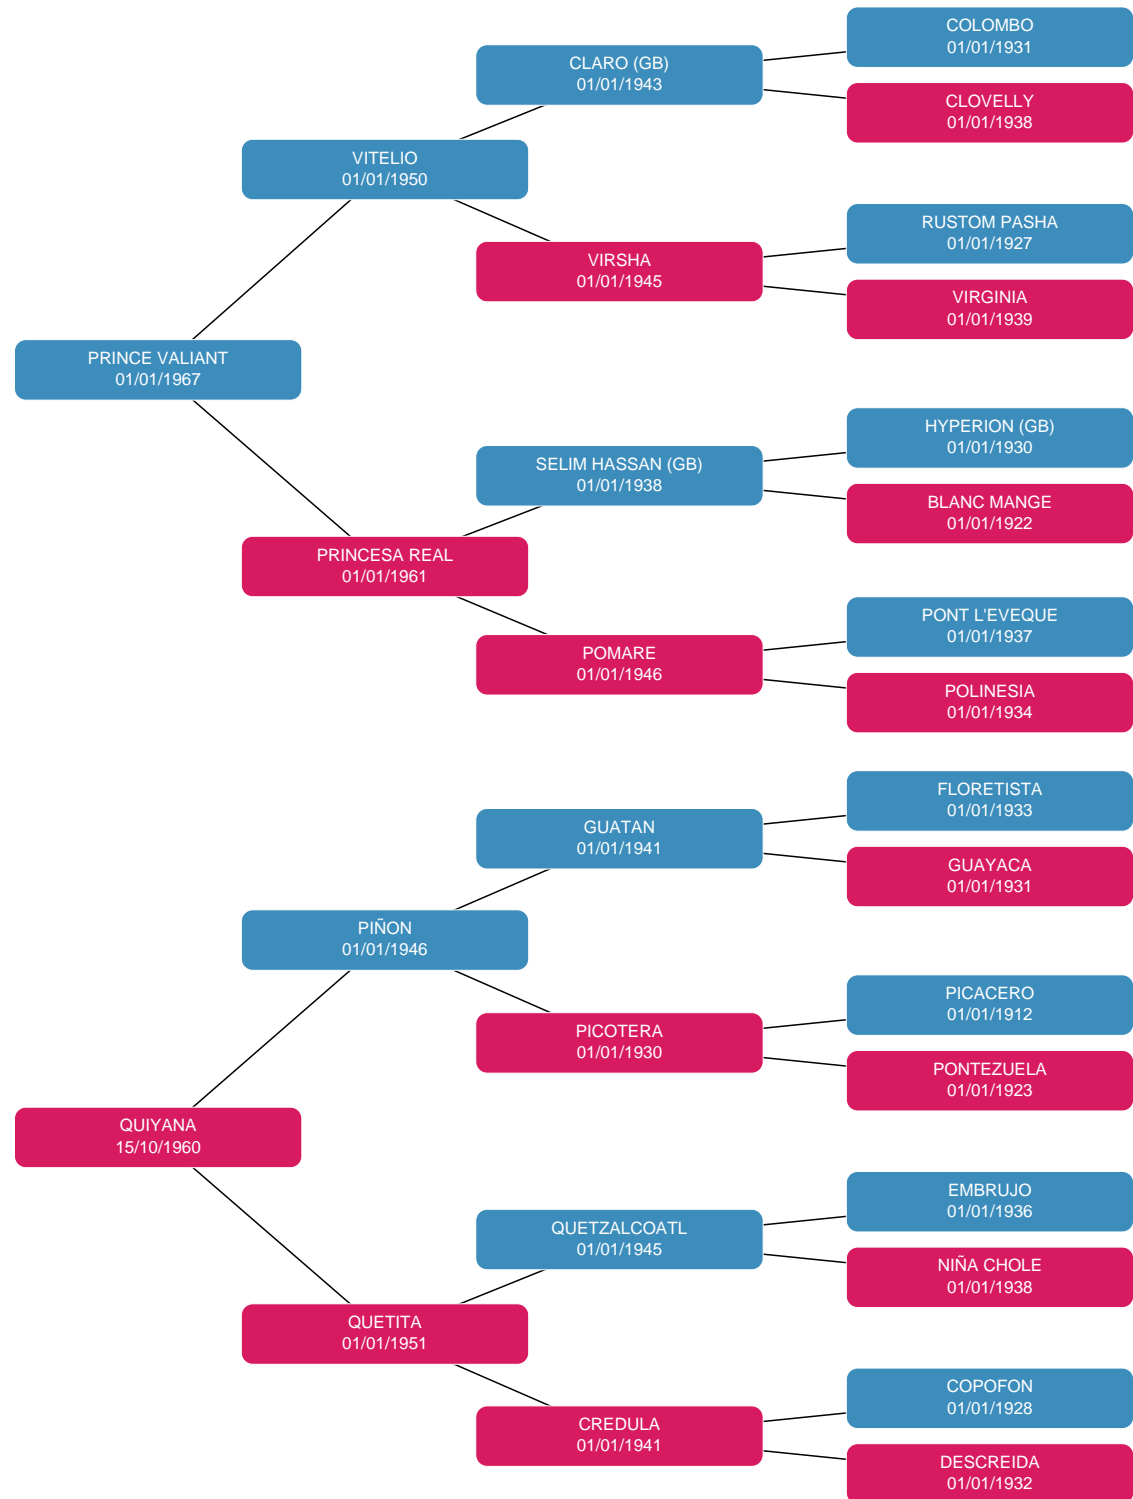 COLOMBO
01/01/1931
CLARO (GB)
01/01/1943
CLOVELLY
01/01/1938
VITELIO
01/01/1950
RUSTOM PASHA
01/01/1927
VIRSHA
01/01/1945
VIRGINIA
01/01/1939
PRINCE VALIANT
01/01/1967
HYPERION (GB)
01/01/1930
SELIM HASSAN (GB)
01/01/1938
BLANC MANGE
01/01/1922
PRINCESA REAL
01/01/1961
PONT L'EVEQUE
01/01/1937
POMARE
01/01/1946
POLINESIA
01/01/1934
FLORETISTA
01/01/1933
GUATAN
01/01/1941
GUAYACA
01/01/1931
PIÑON
01/01/1946
PICACERO
01/01/1912
PICOTERA
01/01/1930
PONTEZUELA
01/01/1923
QUIYANA
15/10/1960
EMBRUJO
01/01/1936
QUETZALCOATL
01/01/1945
NIÑA CHOLE
01/01/1938
QUETITA
01/01/1951
COPOFON
01/01/1928
CREDULA
01/01/1941
DESCREIDA
01/01/1932